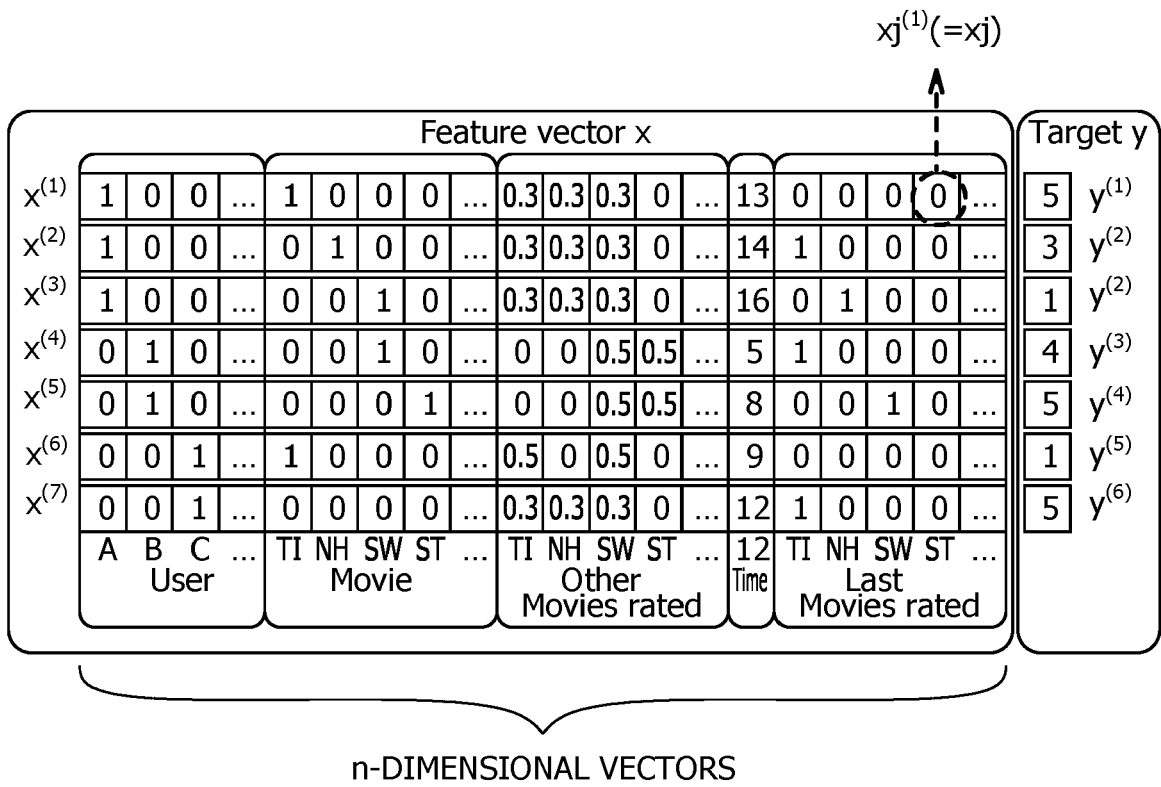 xj(1)(=xj)
Feature vector x Target y
x(1) 1 0 0 ... 1 0 0 0 ... 0.3 0.3 0.3 0 ... 13 0 0 0 0 ... 5 y(1)
x(2) 1 0 0 ... 0 1 0 0 ... 0.3 0.3 0.3 0 ... 14 1 0 0 0 ... 3 y(2)
x(3) 1 0 0 ... 0 0 1 0 ... 0.3 0.3 0.3 0 ... 16 0 1 0 0 ... 1 y(2)
x(4) 0 1 0 ... 0 0 1 0 ... 0 0 0.5 0.5 ... 5 1 0 0 0 ... 4 y(3)
x(5) 0 1 0 ... 0 0 0 1 ... 0 0 0.5 0.5 ... 8 0 0 1 0 ... 5 y(4)
x(6) 0 0 1 ... 1 0 0 0 ... 0.5 0 0.5 0 ... 9 0 0 0 0 ... 1 y(5)
x(7) 0 0 1 ... 0 0 0 0 ... 0.3 0.3 0.3 0 ... 12 1 0 0 0 ... 5 y(6)
A B C ... TI NH SW ST ... TI NH SW ST ... 12 TI NH SW ST ...
User Movie Other Time Last
Movies rated Movies rated
n-DIMENSIONAL VECTORS